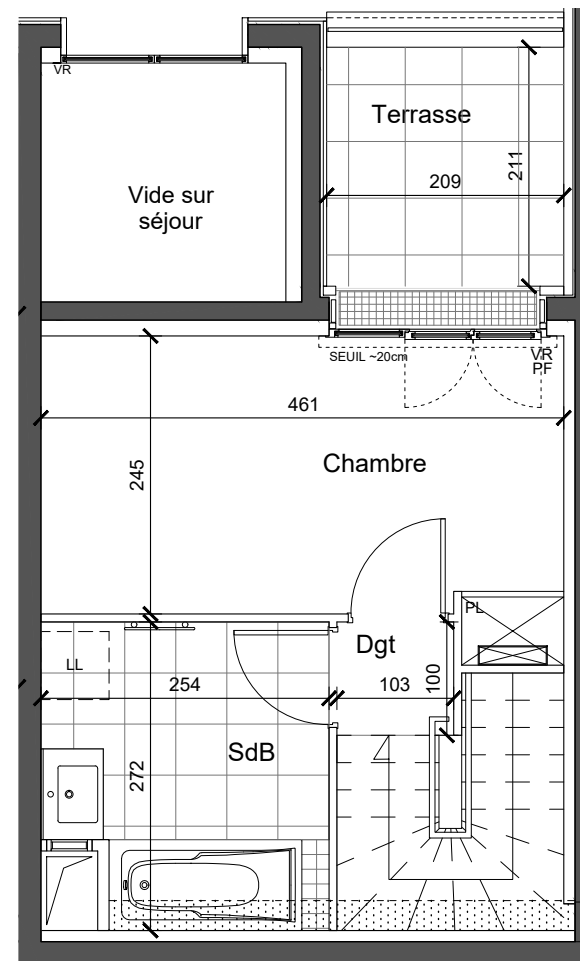 VR
Terrasse
211
209
Vide sur
séjour
SEUIL ~20cm
VR
PF
461
245
Chambre
PL
Dgt
LL
254
103
100
SdB
272